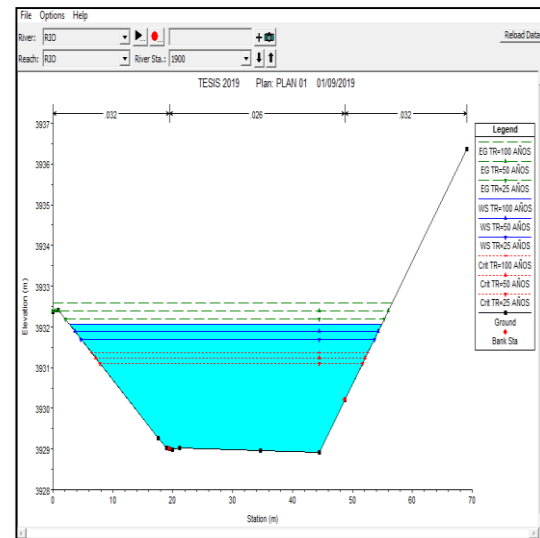 File Options Help
River: RIO
Reload Data
Reach: RIO River Sta.: 1900
TESIS 2019 Plan: PLAN 01 01/09/2019
.032 .026 .032
3937
3936
3935
3934
3933
3932
3931
3930
3929
3928
Elevation (m)
0 10 20 30 40 50 60 70
Station (m)
Legend
EG TR=100 AÑOS
EG TR=50 AÑOS
EG TR=25 AÑOS
WS TR=100 AÑOS
WS TR=50 AÑOS
WS TR=25 AÑOS
Crit TR=100 AÑOS
Crit TR=50 AÑOS
Crit TR=25 AÑOS
Ground
Bank Sta